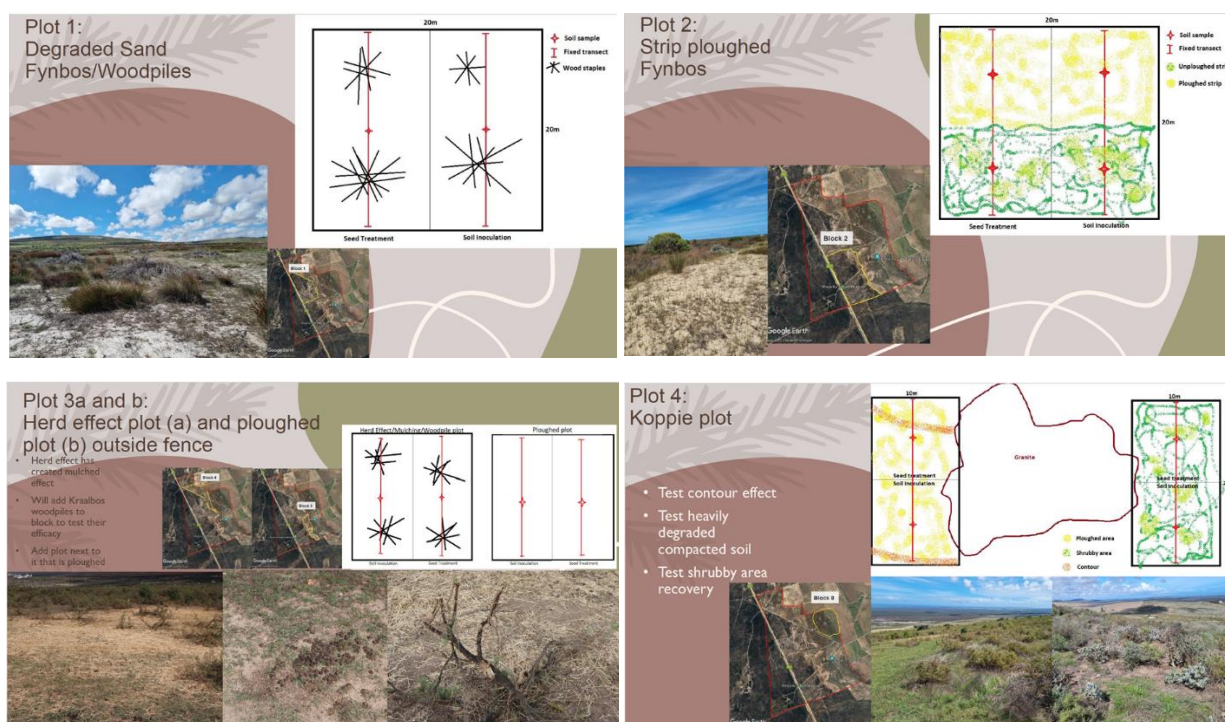 Plot 1:
Degraded Sand
Fynbos/Woodpiles
20m
Soil sample
Fixed transect
Wood staples
20m
Seed Treatment
Soil Inoculation
Block 1
Google Earth
Plot 2:
Strip ploughed
Fynbos
20m
Soil sample
Fixed transect
Unploughed stri
Ploughed strip
20m
Seed Treatment
Soil Inoculation
Block 2
Google Earth
Plot 3a and b:
Herd effect plot (a) and ploughed
plot (b) outside fence
• Herd effect has
created mulched
effect
• Will add Kraalbos
woodpiles to
block to test their
efficacy
• Add plot next to
it that is ploughed
Block 4
Herd Effect/Mulching/Woodpile plot
Ploughed plot
Soil Inoculation
Seed Treatment
Soil Inoculation
Seed Treatment
Plot 4:
Koppie plot
• Test contour effect
• Test heavily
degraded
compacted soil
• Test shrubby area
recovery
10m
10m
Granite
Seed treatment
Soil inoculation
Seed treatment
Soil inoculation
Ploughed area
Shrubby area
Contour
Google Earth